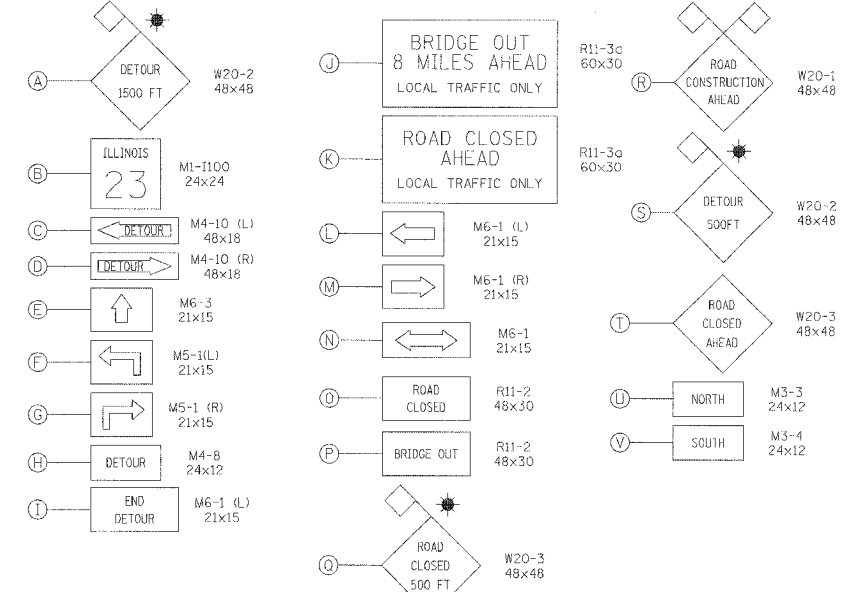 A
DETOUR
1500 FT
W20-2
48x48
B
ILLINOIS
23
M1-I100
24x24
C
DETOUR
M4-10 (L)
48x18
D
DETOUR
M4-10 (R)
48x18
E
M6-3
21x15
F
M5-1(L)
21x15
G
M5-1 (R)
21x15
H
DETOUR
M4-8
24x12
I
END
DETOUR
M6-1 (L)
21x15
J
BRIDGE OUT
8 MILES AHEAD
LOCAL TRAFFIC ONLY
R11-3a
60x30
K
ROAD CLOSED
AHEAD
LOCAL TRAFFIC ONLY
R11-3a
60x30
L
M6-1 (L)
21x15
M
M6-1 (R)
21x15
N
M6-1
21x15
O
ROAD
CLOSED
R11-2
48x30
P
BRIDGE OUT
R11-2
48x30
Q
ROAD
CLOSED
500 FT
W20-3
48x48
R
ROAD
CONSTRUCTION
AHEAD
W20-1
48x48
S
DETOUR
500FT
W20-2
48x48
T
ROAD
CLOSED
AHEAD
W20-3
48x48
U
NORTH
M3-3
24x12
V
SOUTH
M3-4
24x12